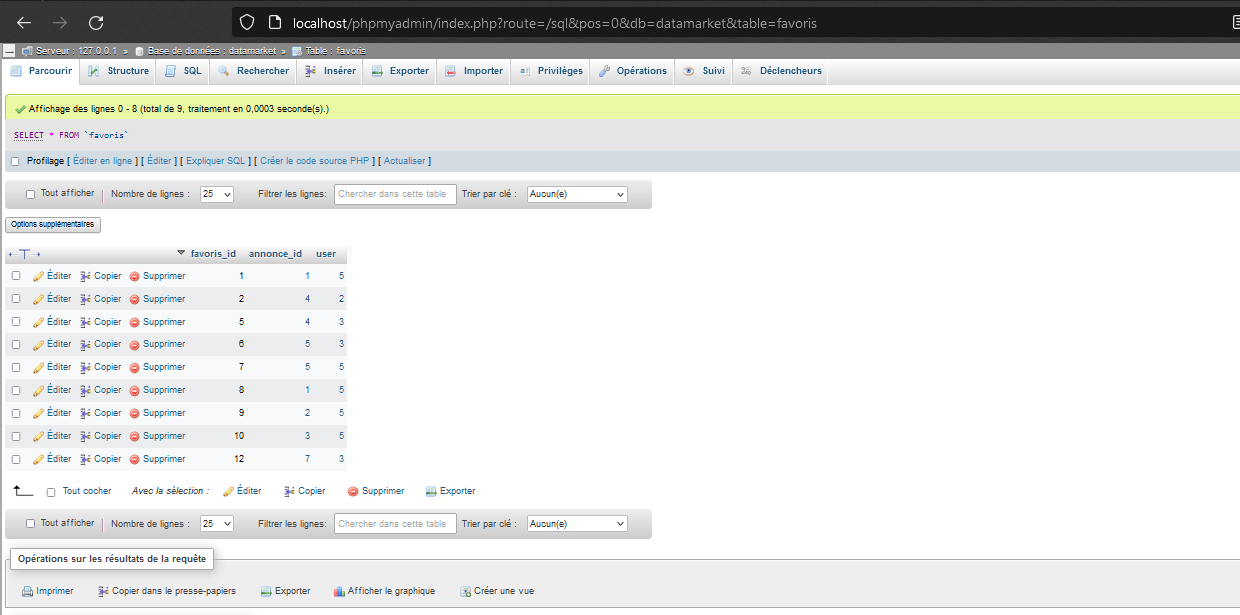 localhost/phpmyadmin/index.php?route=/sql&pos=0&db=datamarket&table=favoris
Serveur : 127.0.0.1 » Base de données : datamarket » Table : favoris
Parcourir Structure SQL Rechercher Insérer Exporter Importer Privilèges Opérations Suivi Déclencheurs
Affichage des lignes 0 - 8 (total de 9, traitement en 0,0003 seconde(s).)
SELECT * FROM `favoris`
Profilage [ Éditer en ligne ] [ Éditer ] [ Expliquer SQL ] [ Créer le code source PHP ] [ Actualiser ]
Tout afficher Nombre de lignes : 25 Filtrer les lignes: Chercher dans cette table Trier par clé : Aucun(e)
Options supplémentaires
←T→ favoris_id annonce_id user
Éditer Copier Supprimer 1 1 5
Éditer Copier Supprimer 2 4 2
Éditer Copier Supprimer 5 4 3
Éditer Copier Supprimer 6 5 3
Éditer Copier Supprimer 7 5 5
Éditer Copier Supprimer 8 1 5
Éditer Copier Supprimer 9 2 5
Éditer Copier Supprimer 10 3 5
Éditer Copier Supprimer 12 7 3
Tout cocher Avec la sélection : Éditer Copier Supprimer Exporter
Tout afficher Nombre de lignes : 25 Filtrer les lignes: Chercher dans cette table Trier par clé : Aucun(e)
Opérations sur les résultats de la requête
Imprimer Copier dans le presse-papiers Exporter Afficher le graphique Créer une vue